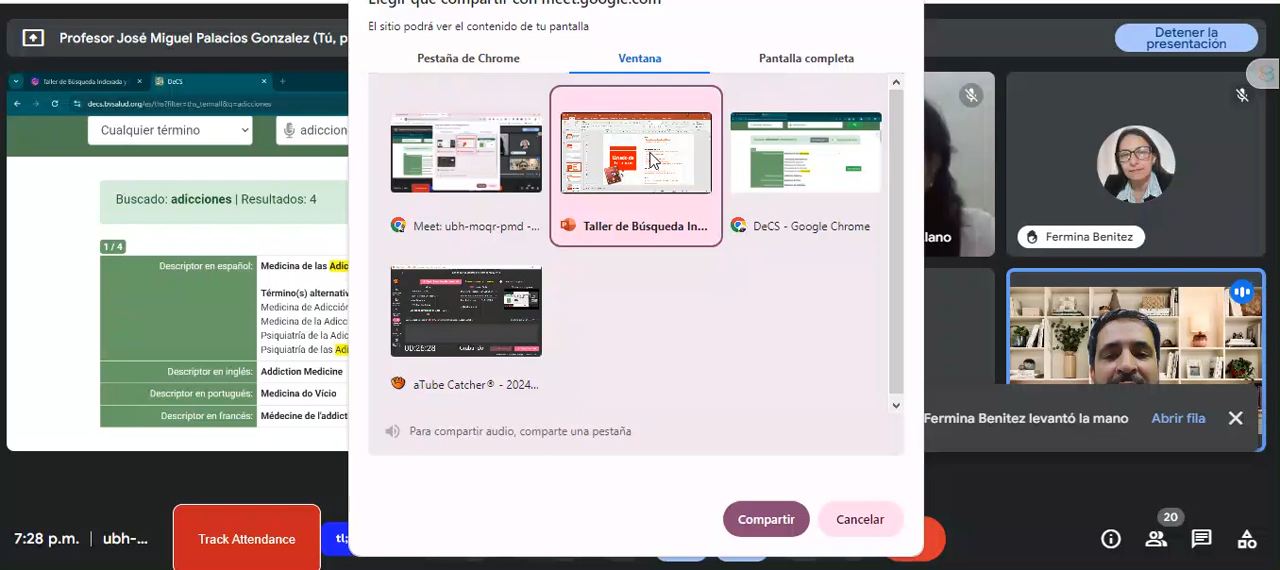 Elegir que compartir con meet.google.com
El sitio podrá ver el contenido de tu pantalla
Pestaña de Chrome
Ventana
Pantalla completa
Meet: ubh-moqr-pmd -...
Taller de Búsqueda In...
DeCS - Google Chrome
00:26:28
aTube Catcher® - 2024...
Para compartir audio, comparte una pestaña
Compartir
Cancelar
Profesor José Miguel Palacios Gonzalez (Tú, p
Detener la
presentación
Taller de Búsqueda Indexada y
DeCS
decs.bvsalud.org/es/ths?filter=ths_termall&q=adicciones
Cualquier término
adiccion
Buscado: adicciones | Resultados: 4
1 / 4
Descriptor en español:
Medicina de las Adic
Término(s) alternativ
Medicina de Adicción
Medicina de la Adicc
Psiquiatría de la Adic
Psiquiatría de las Adi
Descriptor en inglés:
Addiction Medicine
Descriptor en portugués:
Medicina do Vício
Descriptor en francés:
Médecine de l'addict
lano
Fermina Benitez
Fermina Benitez levantó la mano
Abrir fila
7:28 p.m.
ubh-...
Track Attendance
tl;
20